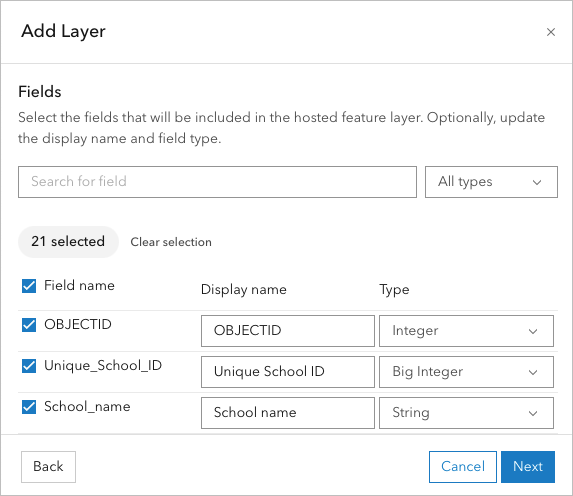 Add Layer
Fields
Select the fields that will be included in the hosted feature layer. Optionally, update
the display name and field type.
Search for field
All types
21 selected
Clear selection
Field name
Display name
Type
OBJECTID
OBJECTID
Integer
Unique_School_ID
Unique School ID
Big Integer
School_name
School name
String
Back
Cancel
Next